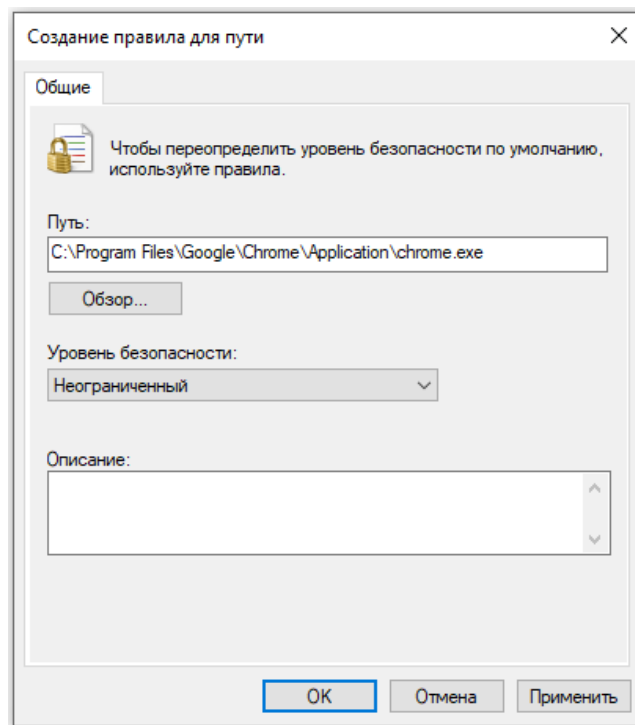 Создание правила для пути
Общие
Чтобы переопределить уровень безопасности по умолчанию,
используйте правила.
Путь:
C:\Program Files\Google\Chrome\Application\chrome.exe
Обзор...
Уровень безопасности:
Неограниченный
Описание:
ОК
Отмена
Применить